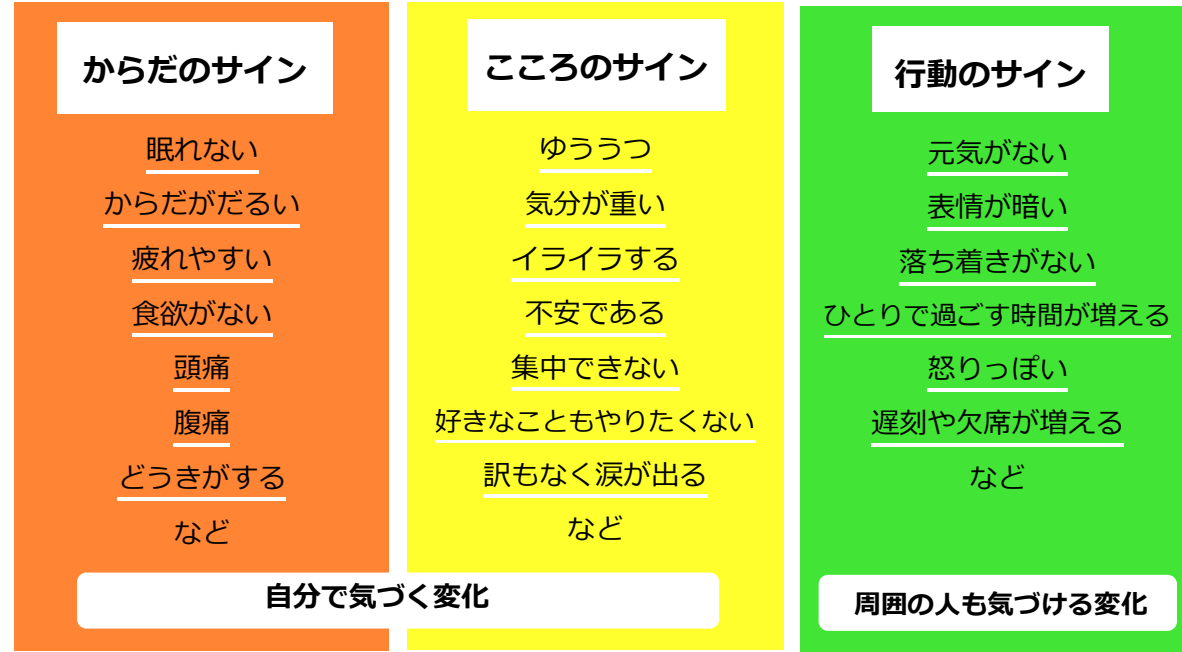 からだのサイン
眠れない
からだがだるい
疲れやすい
食欲がない
頭痛
腹痛
どうきがする
など
こころのサイン
ゆううつ
気分が重い
イライラする
不安である
集中できない
好きなこともやりたくない
訳もなく涙が出る
など
自分で気づく変化
行動のサイン
元気がない
表情が暗い
落ち着きがない
ひとりで過ごす時間が増える
怒りっぽい
遅刻や欠席が増える
など
周囲の人も気づける変化